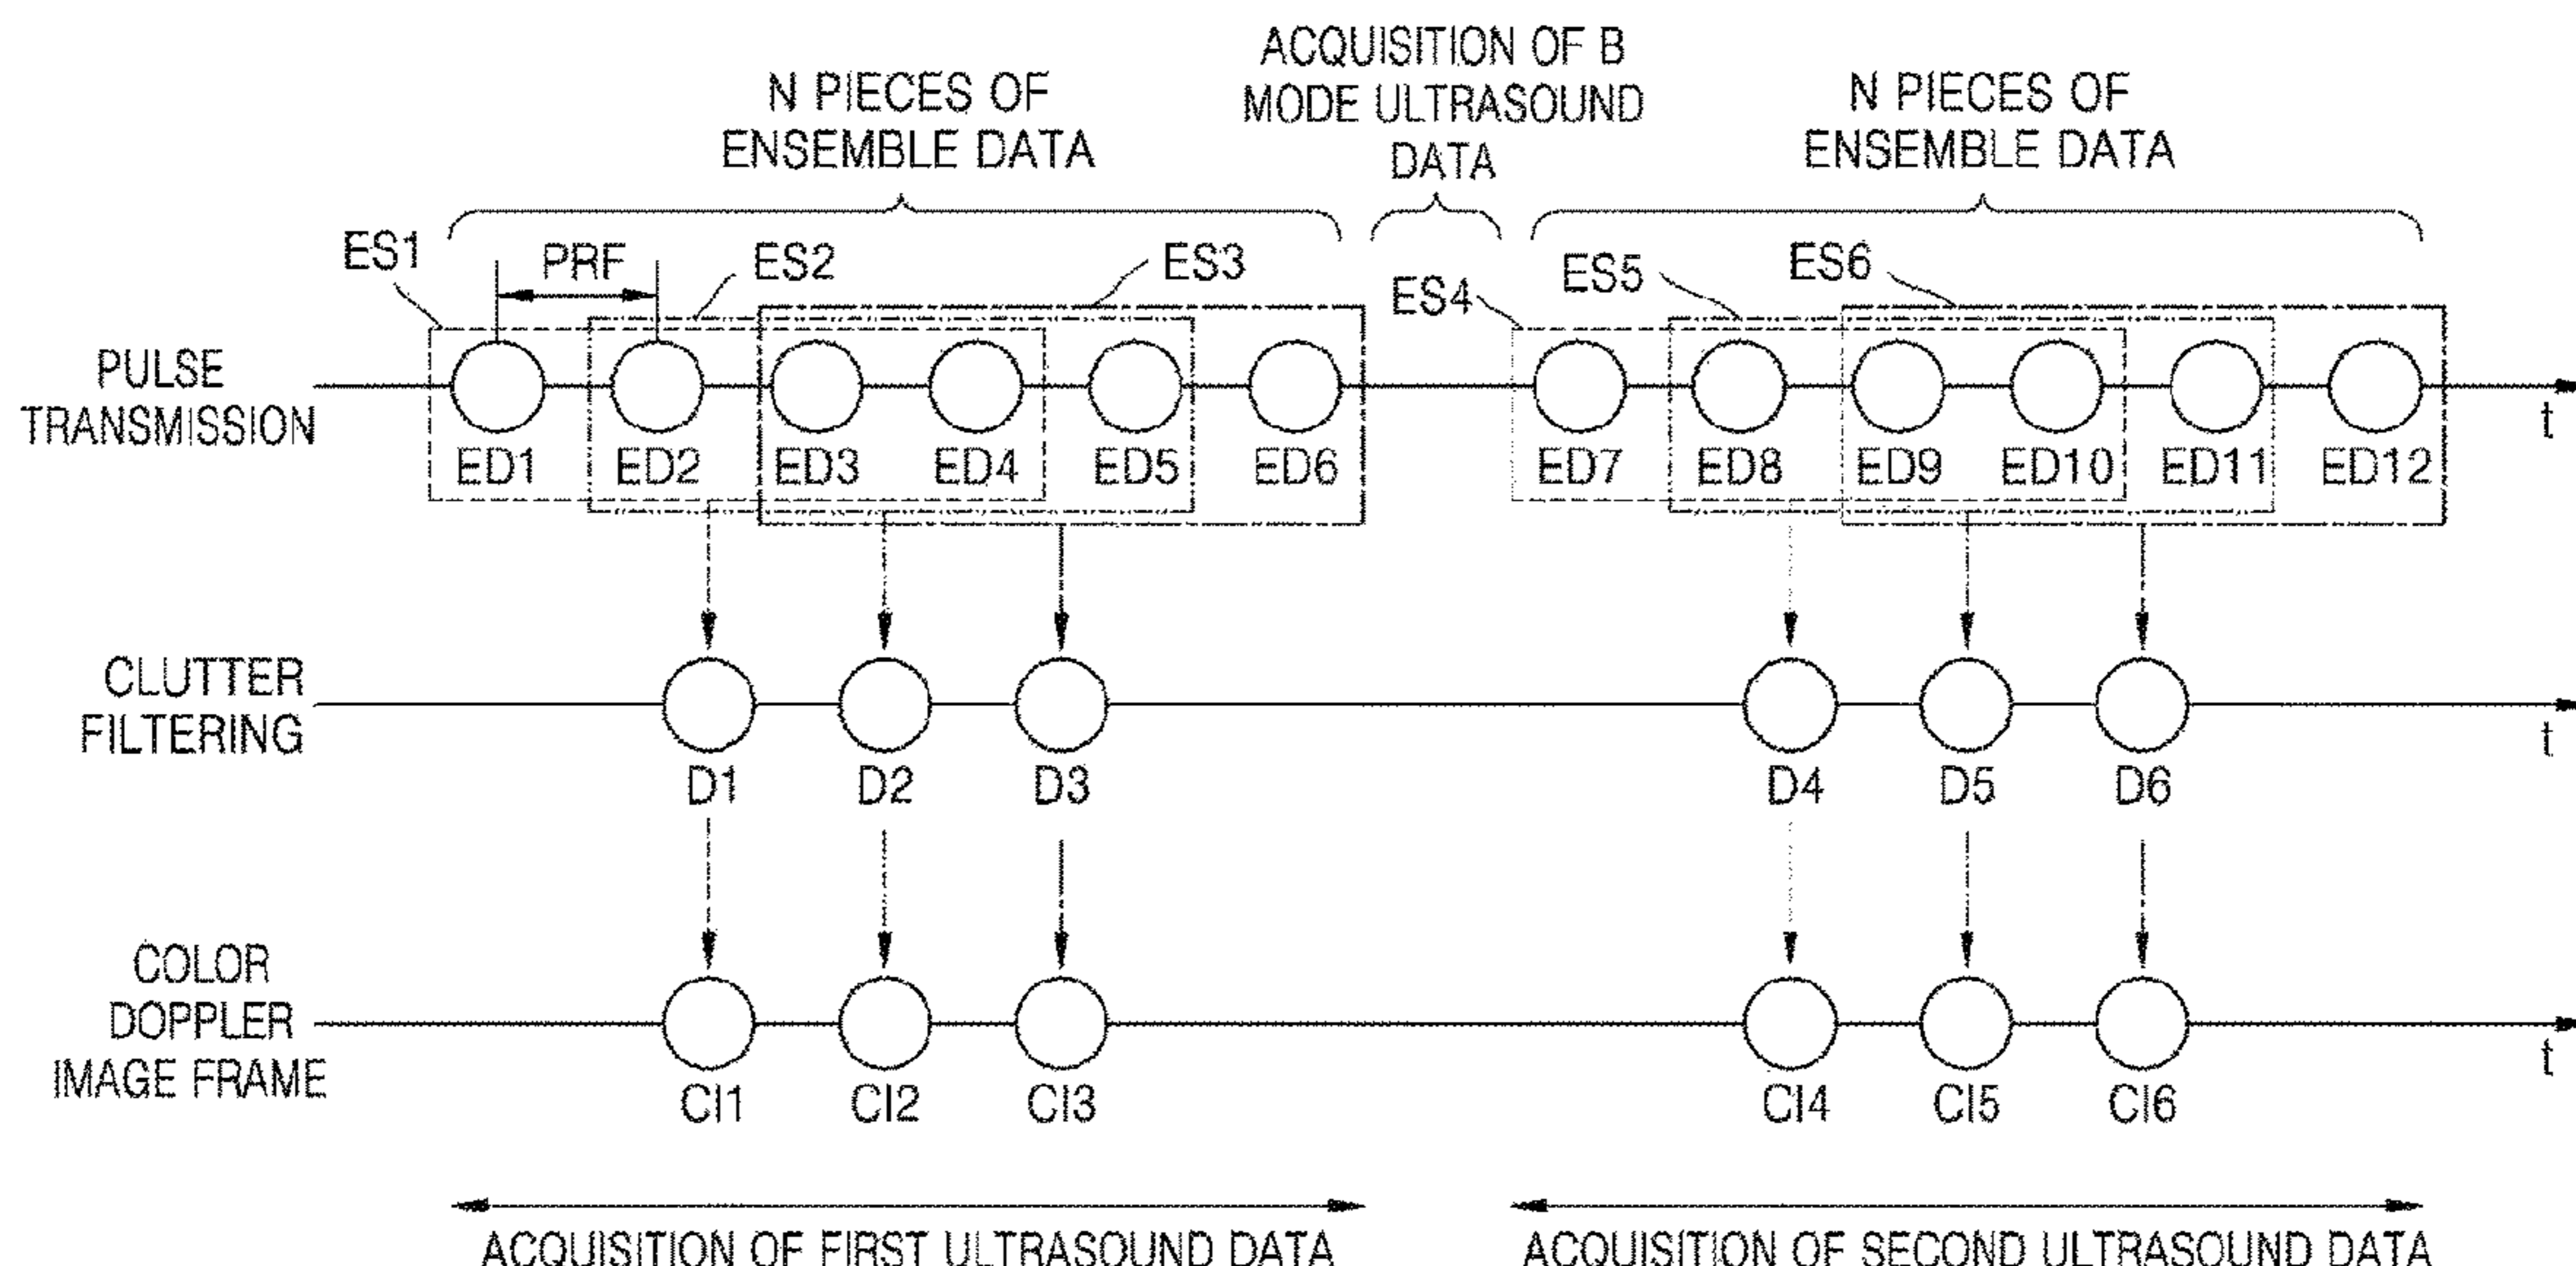 ACQUISITION OF B
MODE ULTRASOUND
DATA
N PIECES OF
ENSEMBLE DATA
N PIECES OF
ENSEMBLE DATA
ES1
PRF
ES2
ES3
ES4
ES5
ES6
PULSE
TRANSMISSION
t
ED1 ED2 ED3 ED4 ED5 ED6 ED7 ED8 ED9 ED10 ED11 ED12
CLUTTER
FILTERING
t
D1 D2 D3 D4 D5 D6
COLOR
DOPPLER
IMAGE FRAME
t
CI1 CI2 CI3 CI4 CI5 CI6
ACQUISITION OF FIRST ULTRASOUND DATA
ACQUISITION OF SECOND ULTRASOUND DATA